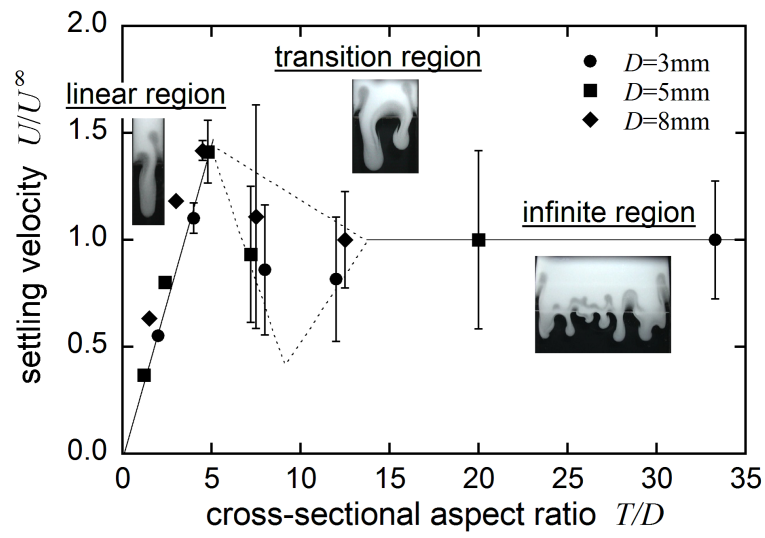 2.0
1.5
1.0
0.5
0.0
settling velocity U/U∞
linear region
transition region
infinite region
D=3mm
D=5mm
D=8mm
0 5 10 15 20 25 30 35
cross-sectional aspect ratio T/D